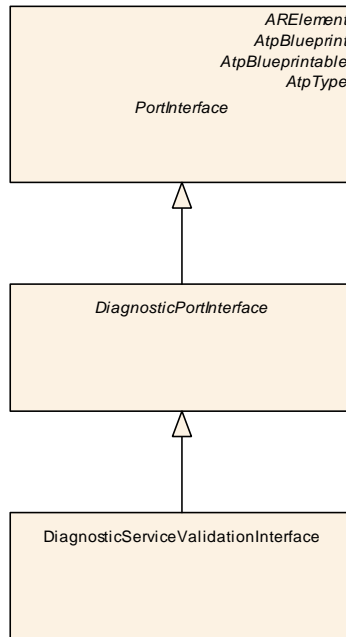 ARElement
AtpBlueprint
AtpBlueprintable
AtpType
PortInterface
DiagnosticPortInterface
DiagnosticServiceValidationInterface